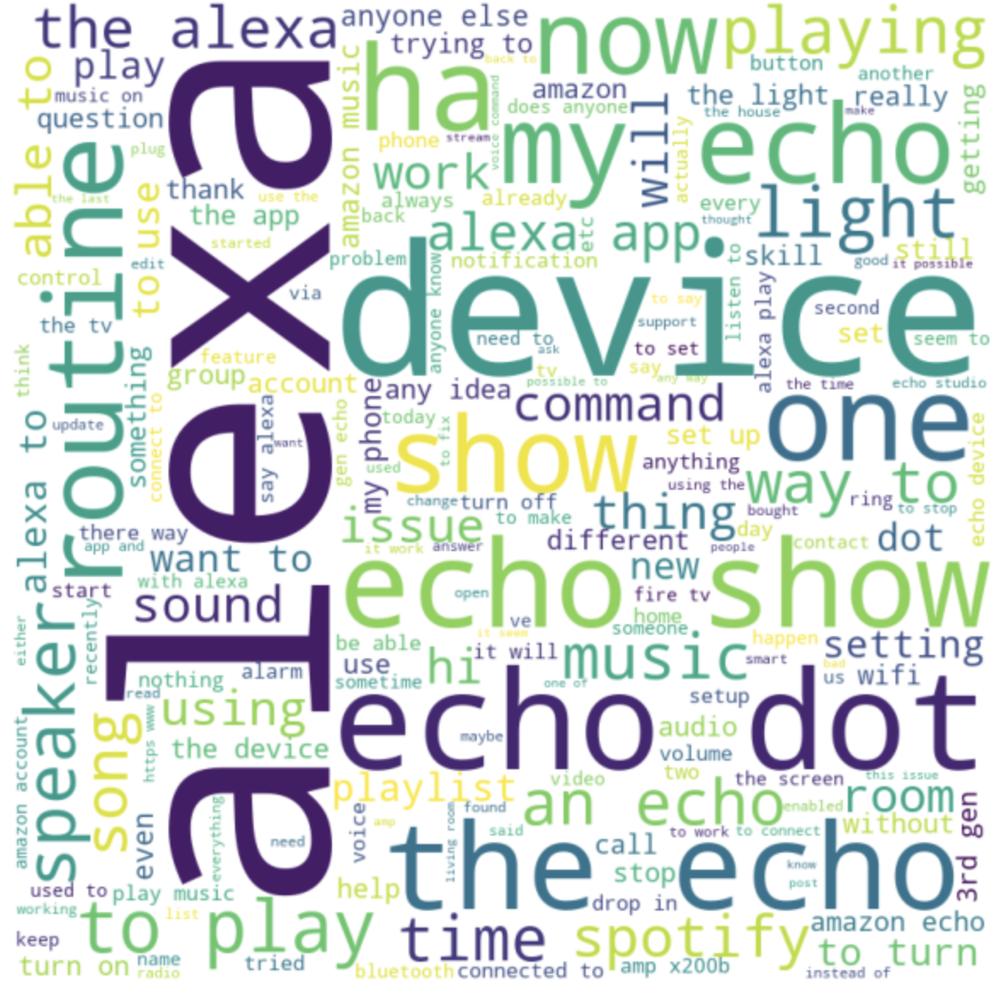 the alexa
anyone else
now
playing
play
trying to
back to
button
another
music on
ha
amazon
the light
really
question
does anyone
the house
make
able to
amazon music
voice command
will
actually
getting
plug
phone
stream
my
echo
routine
thank
use the
work
already
every
light
the last
to use
the app
always
back
alexa app
etc
thought
started
problem
notification
skill
good
still
it possible
edit
control
alexa
device
via
anyone know
to say
listen to
alexa play
second
the tv
need to
support
set
seem to
think
feature
ask
to set
something
group
account
tv
say
possible to
any way
the time
echo studio
connect to
any idea
command
one
update
say alexa
want
gen echo
my phone
today
to fix
show
set up
echo device
used
anything
way to
using the
alexa to
change
turn off
ring
bought
to stop
there way
issue
to make
thing
day
app and
it work
answer
different
people
contact
dot
want to
echo show
new
with alexa
start
open
fire tv
sound
home
speaker
recently
ve
someone
either
it seem
be able
it will
happen
setting
alarm
use
hi
music
smart
bad
nothing
sometime
one of
us
wifi
read
song
using
setup
echo dot
https www
maybe
audio
the device
volume
amazon account
playlist
video
two
the screen
this issue
an echo
enabled
room
even
everything
voice
amp
living room
found
without
3rd gen
need
said
to work
to connect
the echo
call
know
used to
play music
help
stop
post
working
list
drop in
to play
time
spotify
amazon echo
keep
to turn
turn on
name
radio
tried
bluetooth
connected to
amp x200b
instead of